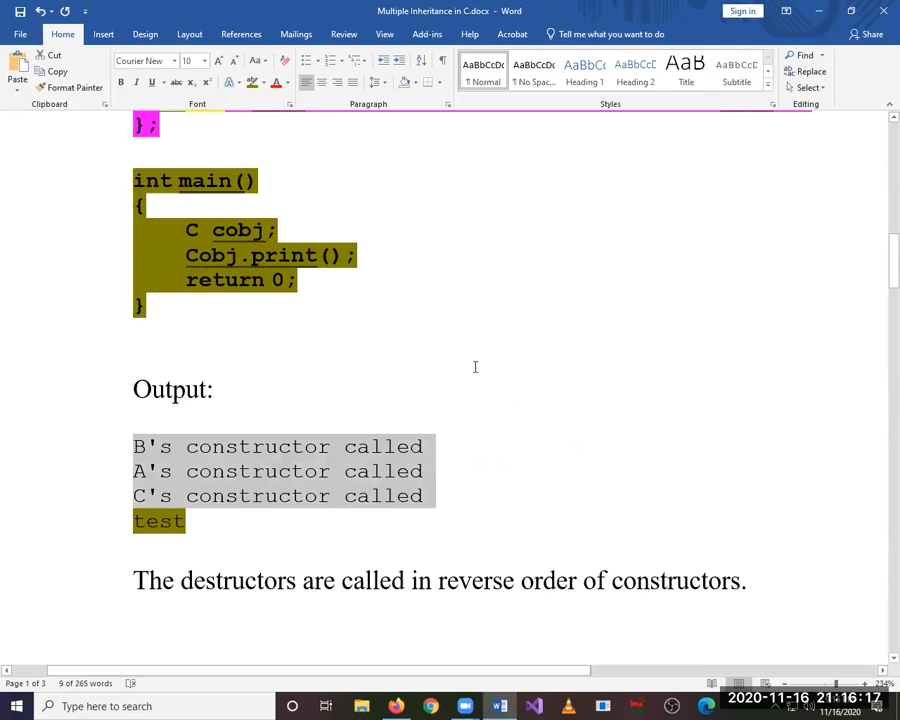 Multiple Inheritance in C.docx - Word
Sign in
File Home Insert Design Layout References Mailings Review View Add-ins Help Acrobat Tell me what you want to do Share
Cut
Copy
Format Painter
Paste
Courier New 10
AaBbCcDc AaBbCcDc AaBbCc AaBbCcC AaB AaBbCcC
¶ Normal ¶ No Spac... Heading 1 Heading 2 Title Subtitle
Find
Replace
Select
Clipboard Font Paragraph Styles Editing
};
int main()
{
C cobj;
Cobj.print();
return 0;
}
Output:
B's constructor called
A's constructor called
C's constructor called
test
The destructors are called in reverse order of constructors.
Page 1 of 3 9 of 265 words 234%
Type here to search
2020-11-16 21:16:17
11/16/2020